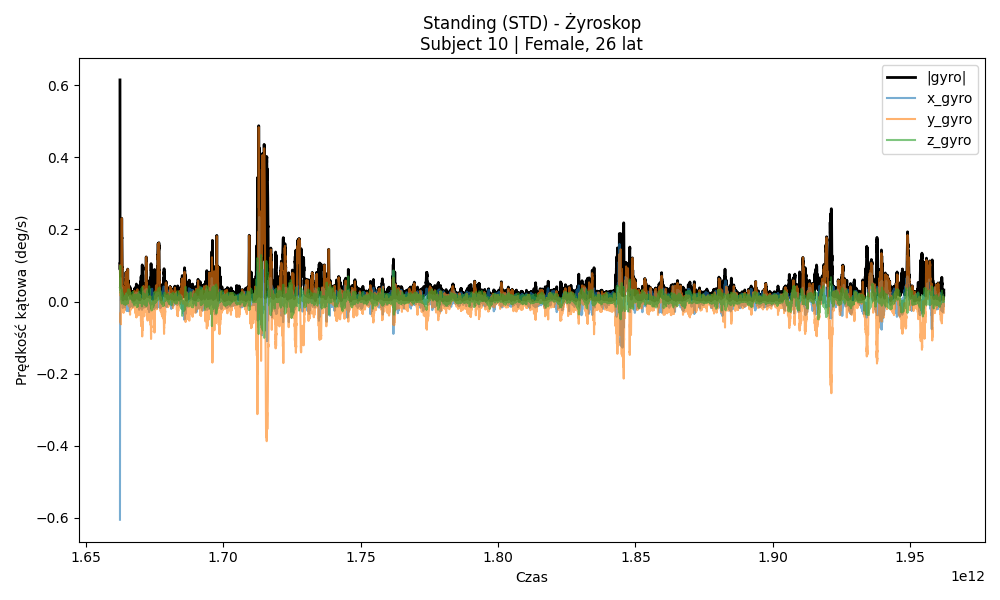 Standing (STD) - Żyroskop
Subject 10 | Female, 26 lat
|gyro|
x_gyro
y_gyro
z_gyro
Prędkość kątowa (deg/s)
0.6
0.4
0.2
0.0
−0.2
−0.4
−0.6
1.65 1.70 1.75 1.80 1.85 1.90 1.95
1e12
Czas